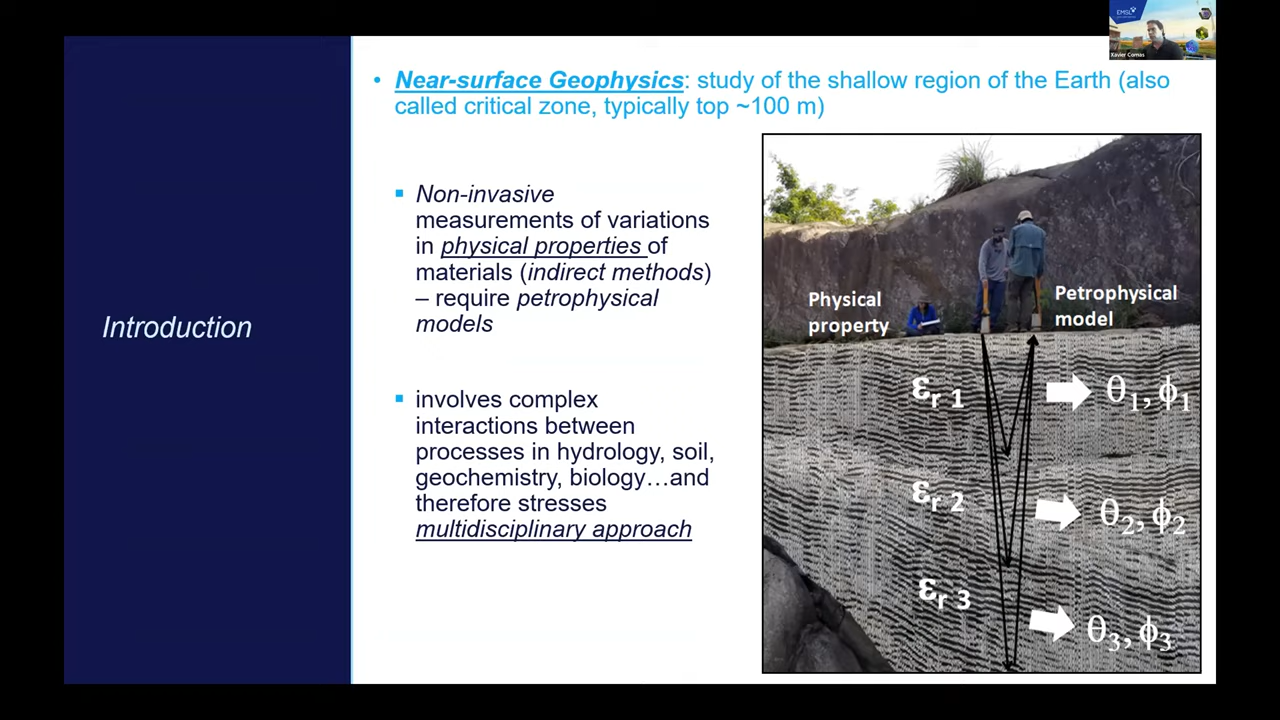 EMSL
Xavier Comas
Introduction
• Near-surface Geophysics: study of the shallow region of the Earth (also
called critical zone, typically top ~100 m)
▪ Non-invasive
measurements of variations
in physical properties of
materials (indirect methods)
– require petrophysical
models
▪ involves complex
interactions between
processes in hydrology, soil,
geochemistry, biology…and
therefore stresses
multidisciplinary approach
Physical
property
Petrophysical
model
εr 1
θ1, ϕ1
εr 2
θ2, ϕ2
εr 3
θ3, ϕ3